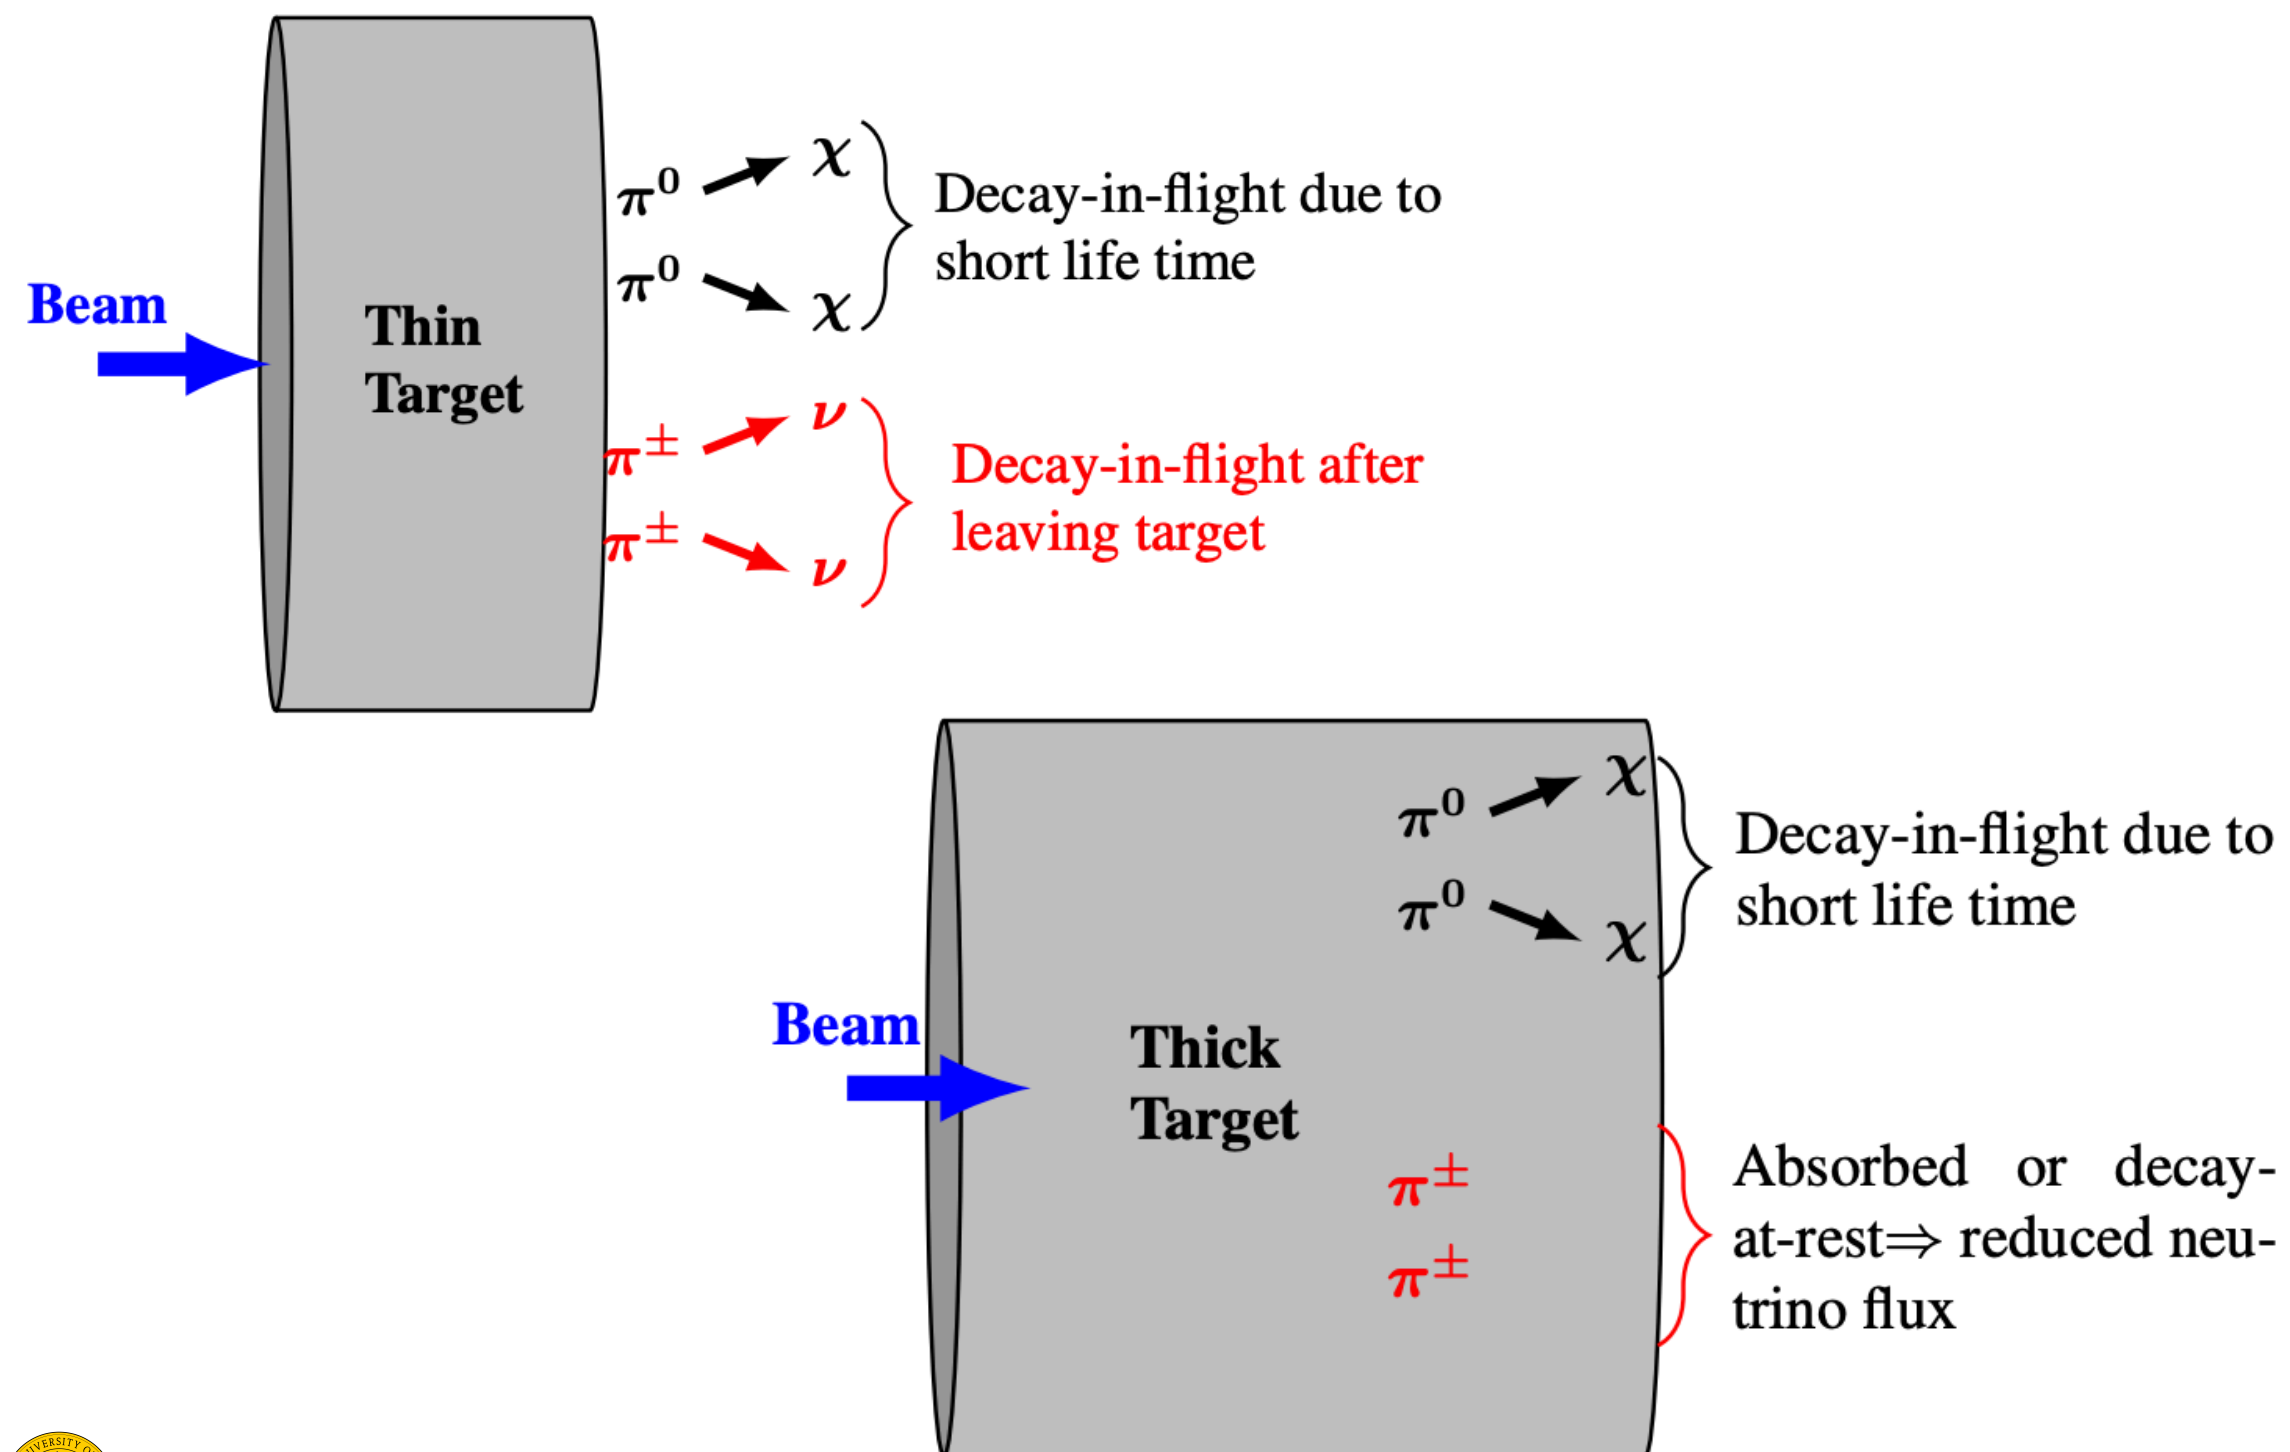 π⁰ χ
Decay-in-flight due to
short life time
π⁰ χ
Beam
Thin
Target
π± ν
Decay-in-flight after
leaving target
π± ν
π⁰ χ
Decay-in-flight due to
short life time
π⁰ χ
Beam
Thick
Target
π±
π±
Absorbed or decay-
at-rest⇒ reduced neu-
trino flux